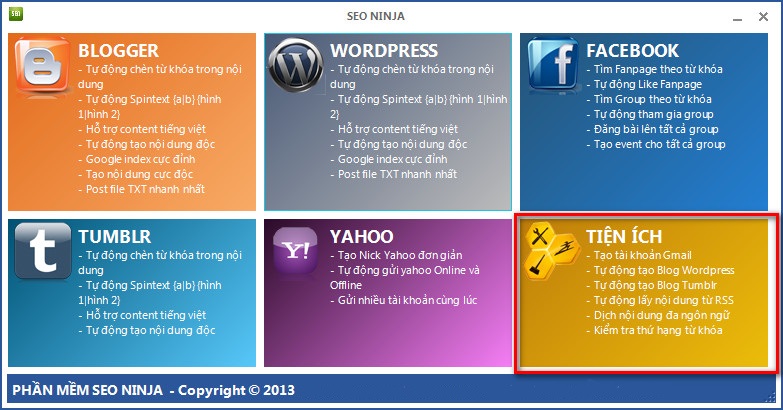 SEO NINJA
BLOGGER
- Tự động chèn từ khóa trong nội
dung
- Tự động Spintext {a|b} {hình
1|hình 2}
- Hỗ trợ content tiếng việt
- Tự động tạo nội dung độc
- Google index cực đỉnh
- Tạo nội dung cực độc
- Post file TXT nhanh nhất
WORDPRESS
- Tự động chèn từ khóa trong nội
dung
- Tự động Spintext {a|b} {hình 1|hình
2}
- Hỗ trợ content tiếng việt
- Tự động tạo nội dung độc
- Google index cực đỉnh
- Post file TXT nhanh nhất
FACEBOOK
- Tìm Fanpage theo từ khóa
- Tự động Like Fanpage
- Tìm Group theo từ khóa
- Tự động tham gia group
- Đăng bài lên tất cả group
- Tạo event cho tất cả group
TUMBLR
- Tự động chèn từ khóa trong nội
dung
- Tự động Spintext {a|b} {hình
1|hình 2}
- Hỗ trợ content tiếng việt
- Tự động tạo nội dung độc
YAHOO
- Tạo Nick Yahoo đơn giản
- Tự động gửi yahoo Online và
Offline
- Gửi nhiều tài khoản cùng lúc
TIỆN ÍCH
- Tạo tài khoản Gmail
- Tự động tạo Blog Wordpress
- Tự động tạo Blog Tumblr
- Tự động lấy nội dung từ RSS
- Dịch nội dung đa ngôn ngữ
- Kiểm tra thứ hạng từ khóa
PHẦN MỀM SEO NINJA - Copyright © 2013